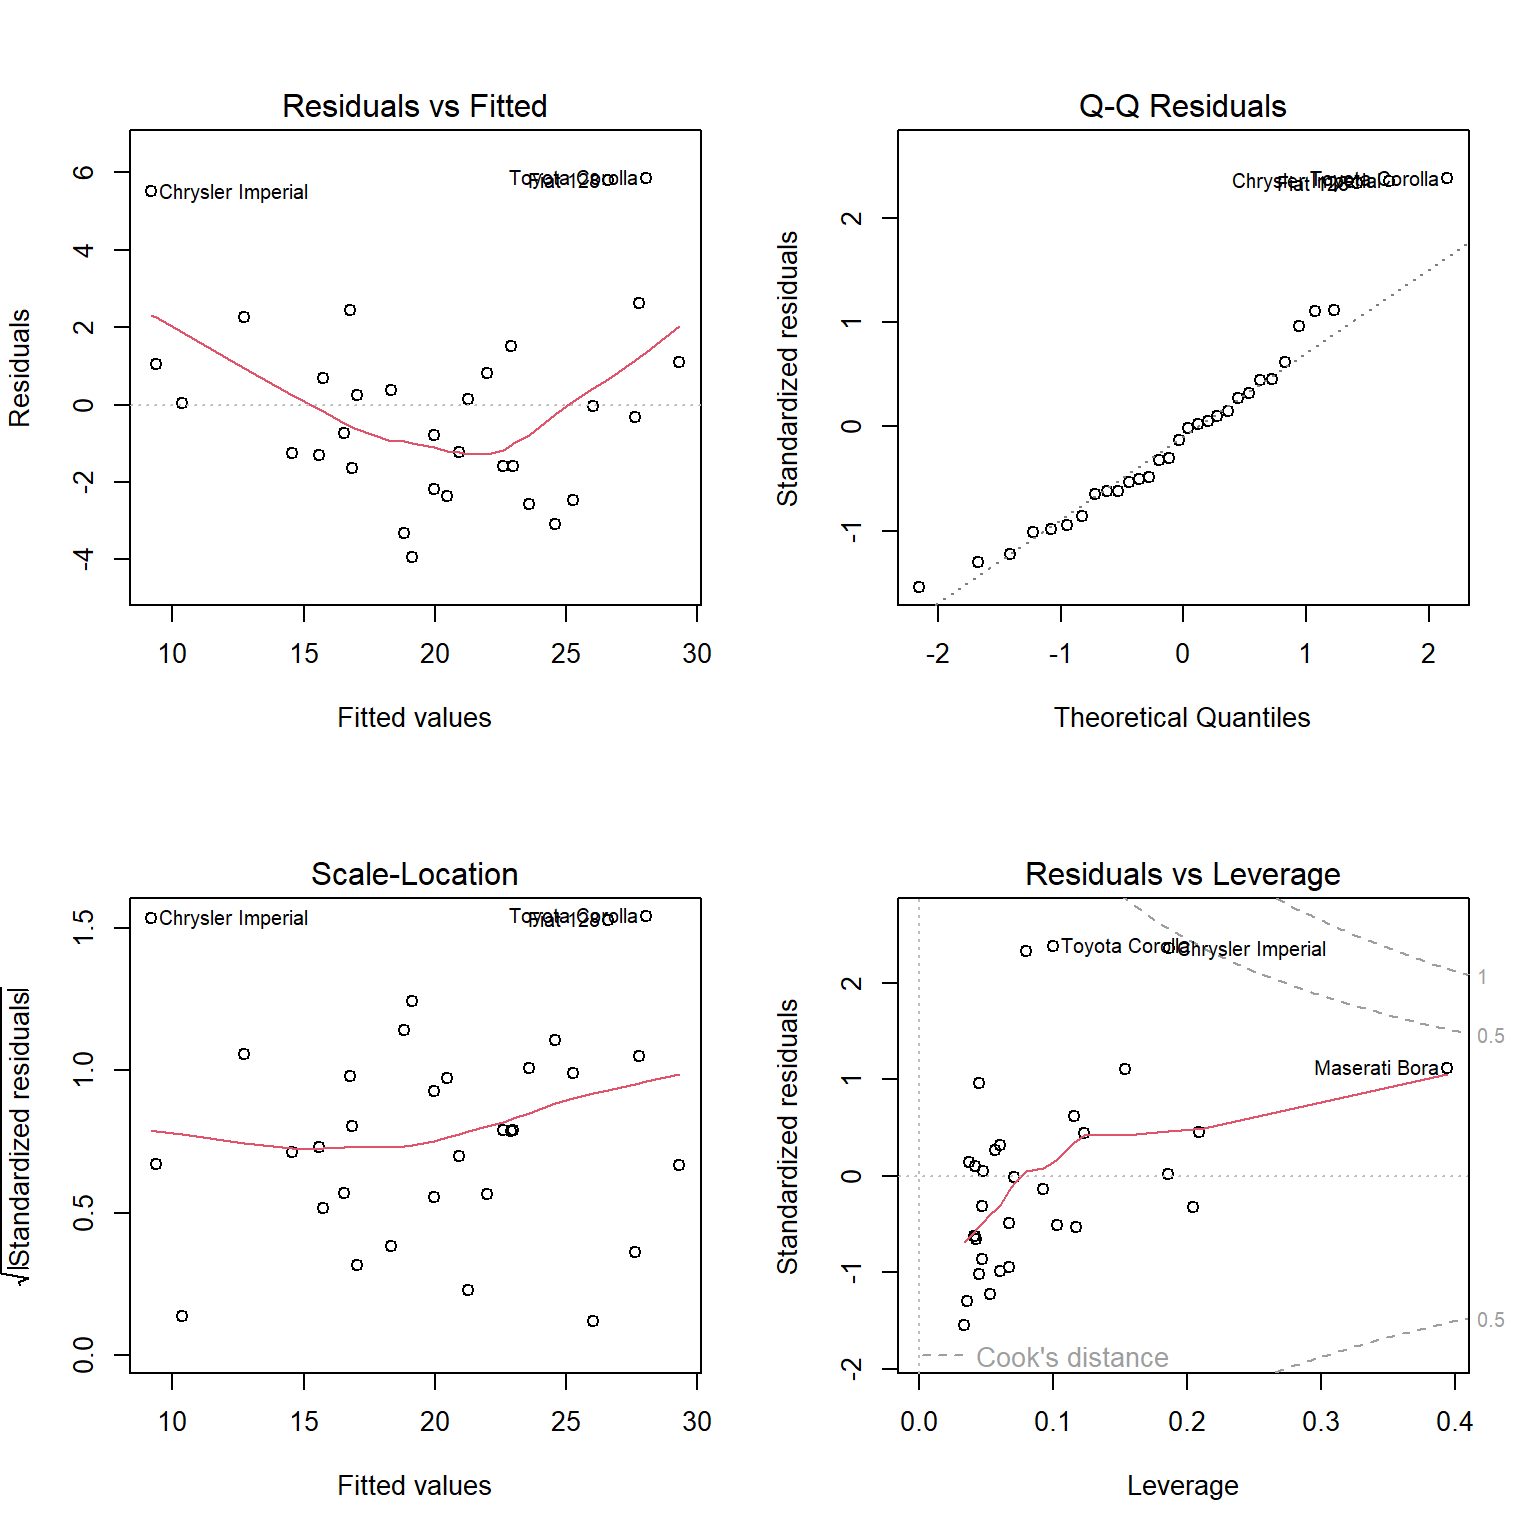 Residuals vs Fitted
Residuals
6
4
2
0
-2
-4
Chrysler Imperial
Fiat 128
Toyota Corolla
10 15 20 25 30
Fitted values
Q-Q Residuals
Standardized residuals
2
1
0
-1
Chrysler Imperial
Fiat 128
Toyota Corolla
-2 -1 0 1 2
Theoretical Quantiles
Scale-Location
√|Standardized residuals|
1.5
1.0
0.5
0.0
Chrysler Imperial
Fiat 128
Toyota Corolla
10 15 20 25 30
Fitted values
Residuals vs Leverage
Standardized residuals
2
1
0
-1
-2
Toyota Corolla
Chrysler Imperial
Maserati Bora
1
0.5
0.5
Cook's distance
0.0 0.1 0.2 0.3 0.4
Leverage